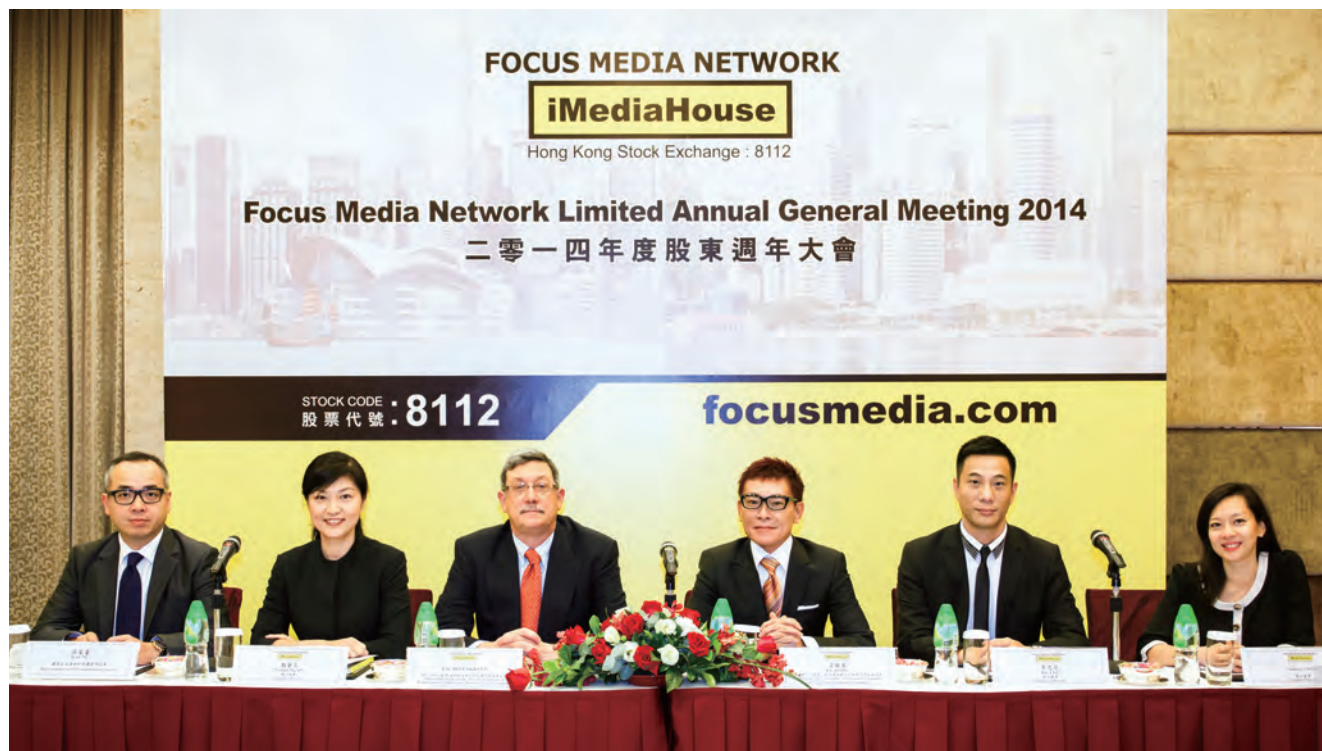 FOCUS MEDIA NETWORK
iMediaHouse
Hong Kong Stock Exchange : 8112
Focus Media Network Limited Annual General Meeting 2014
二零一四年度股東週年大會
STOCK CODE
股票代號 : 8112
focusmedia.com